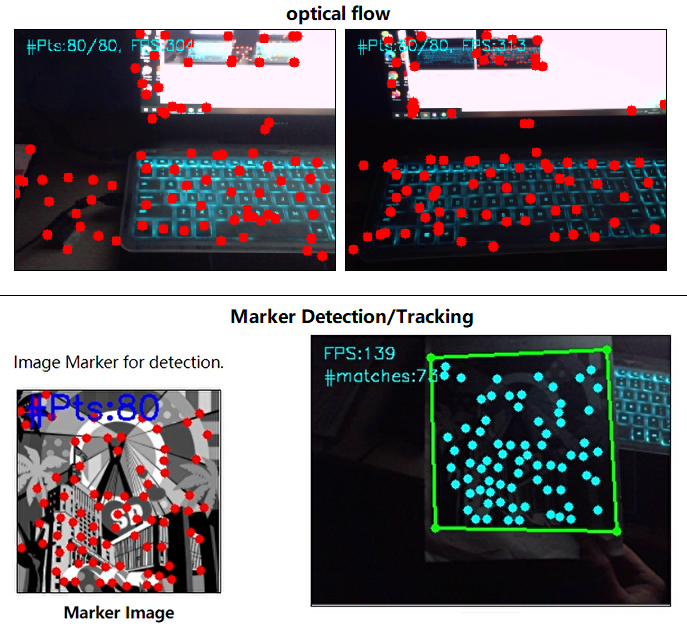 optical flow
#Pts:80/80, FPS:304
#Pts:80/80, FPS:313
Marker Detection/Tracking
Image Marker for detection.
FPS:139
#matches:73
#Pts:80
Marker Image